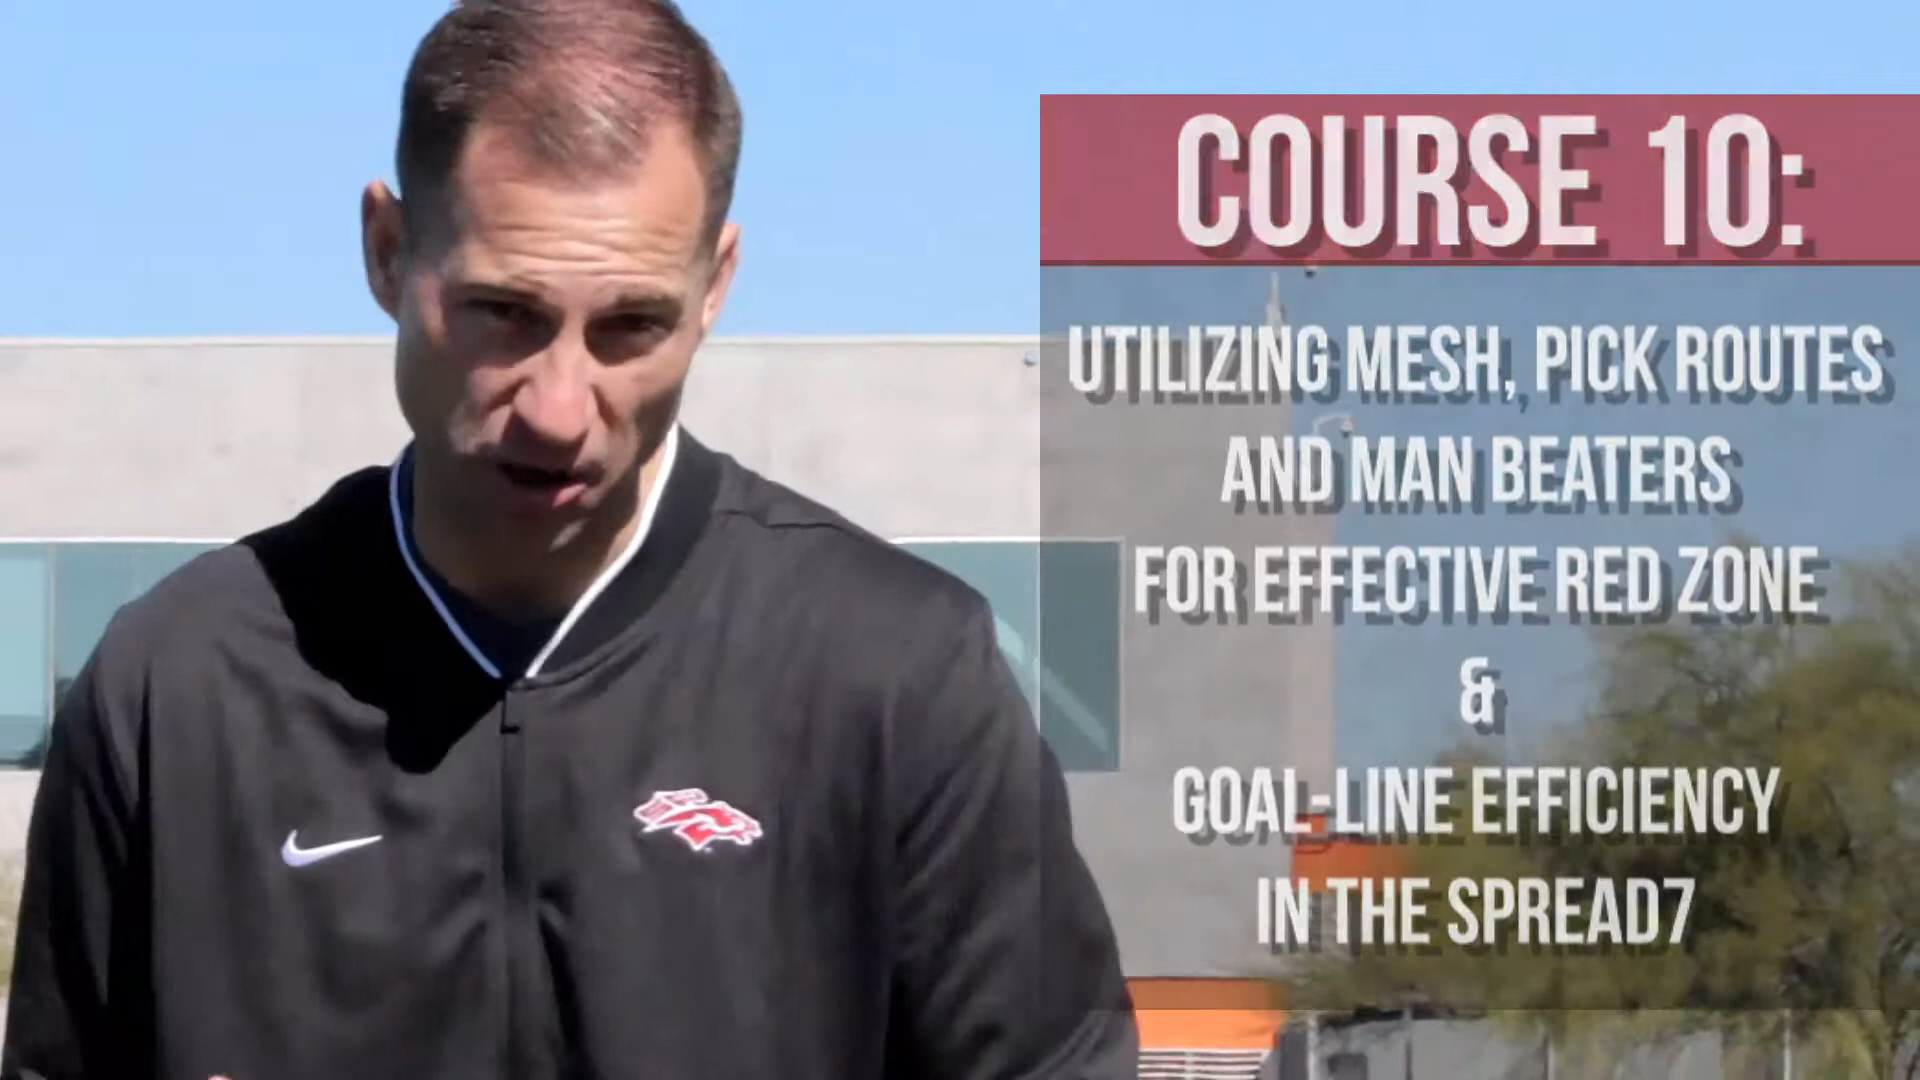 COURSE 10:
UTILIZING MESH, PICK ROUTES
AND MAN BEATERS
FOR EFFECTIVE RED ZONE
&
GOAL-LINE EFFICIENCY
IN THE SPREAD7